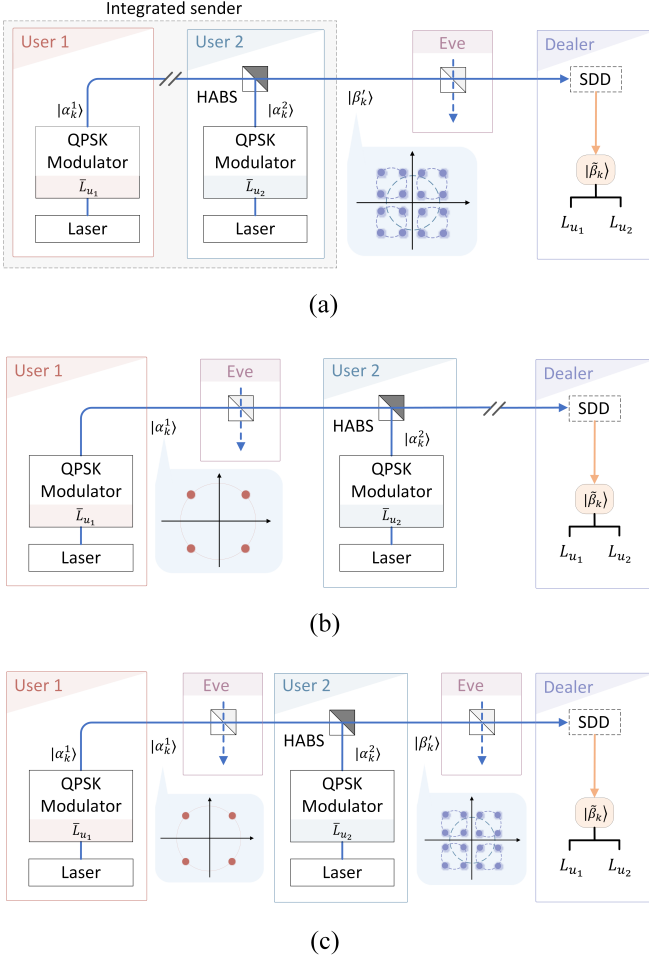 Integrated sender
User 1
User 2
Eve
Dealer
HABS
SDD
|α_k^1⟩
|α_k^2⟩
|β′_k⟩
QPSK
Modulator
QPSK
Modulator
L̄_{u_1}
L̄_{u_2}
|β̃_k⟩
Laser
Laser
L_{u_1}
L_{u_2}
(a)
User 1
Eve
User 2
Dealer
SDD
HABS
|α_k^1⟩
|α_k^2⟩
QPSK
Modulator
QPSK
Modulator
L̄_{u_1}
L̄_{u_2}
|β̃_k⟩
Laser
Laser
L_{u_1}
L_{u_2}
(b)
User 1
Eve
User 2
Eve
Dealer
SDD
HABS
|α_k^1⟩
|α_k^1⟩
|α_k^2⟩
|β′_k⟩
QPSK
Modulator
QPSK
Modulator
L̄_{u_1}
L̄_{u_2}
|β̃_k⟩
Laser
Laser
L_{u_1}
L_{u_2}
(c)